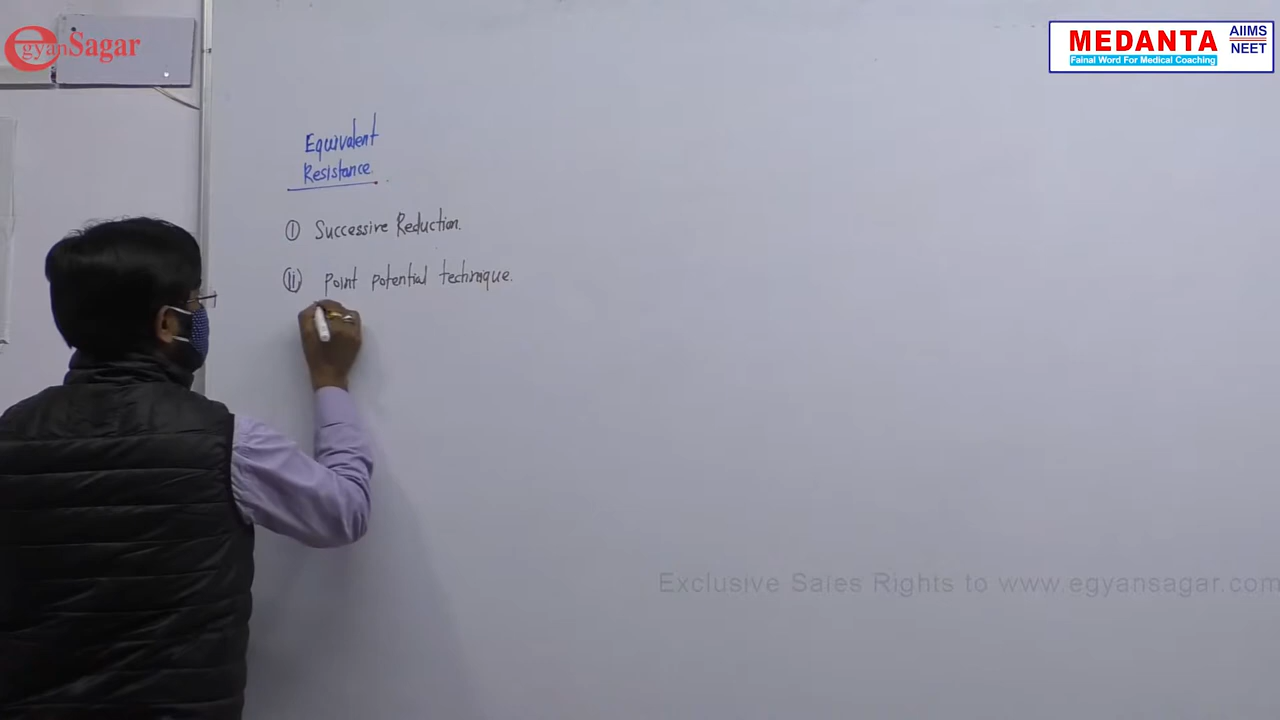 egyanSagar
MEDANTA
Fainal Word For Medical Coaching
AIIMS
NEET
Equivalent
Resistance.
(I) Successive Reduction.
(II) Point potential technique.
Exclusive Sales Rights to www.egyansagar.com